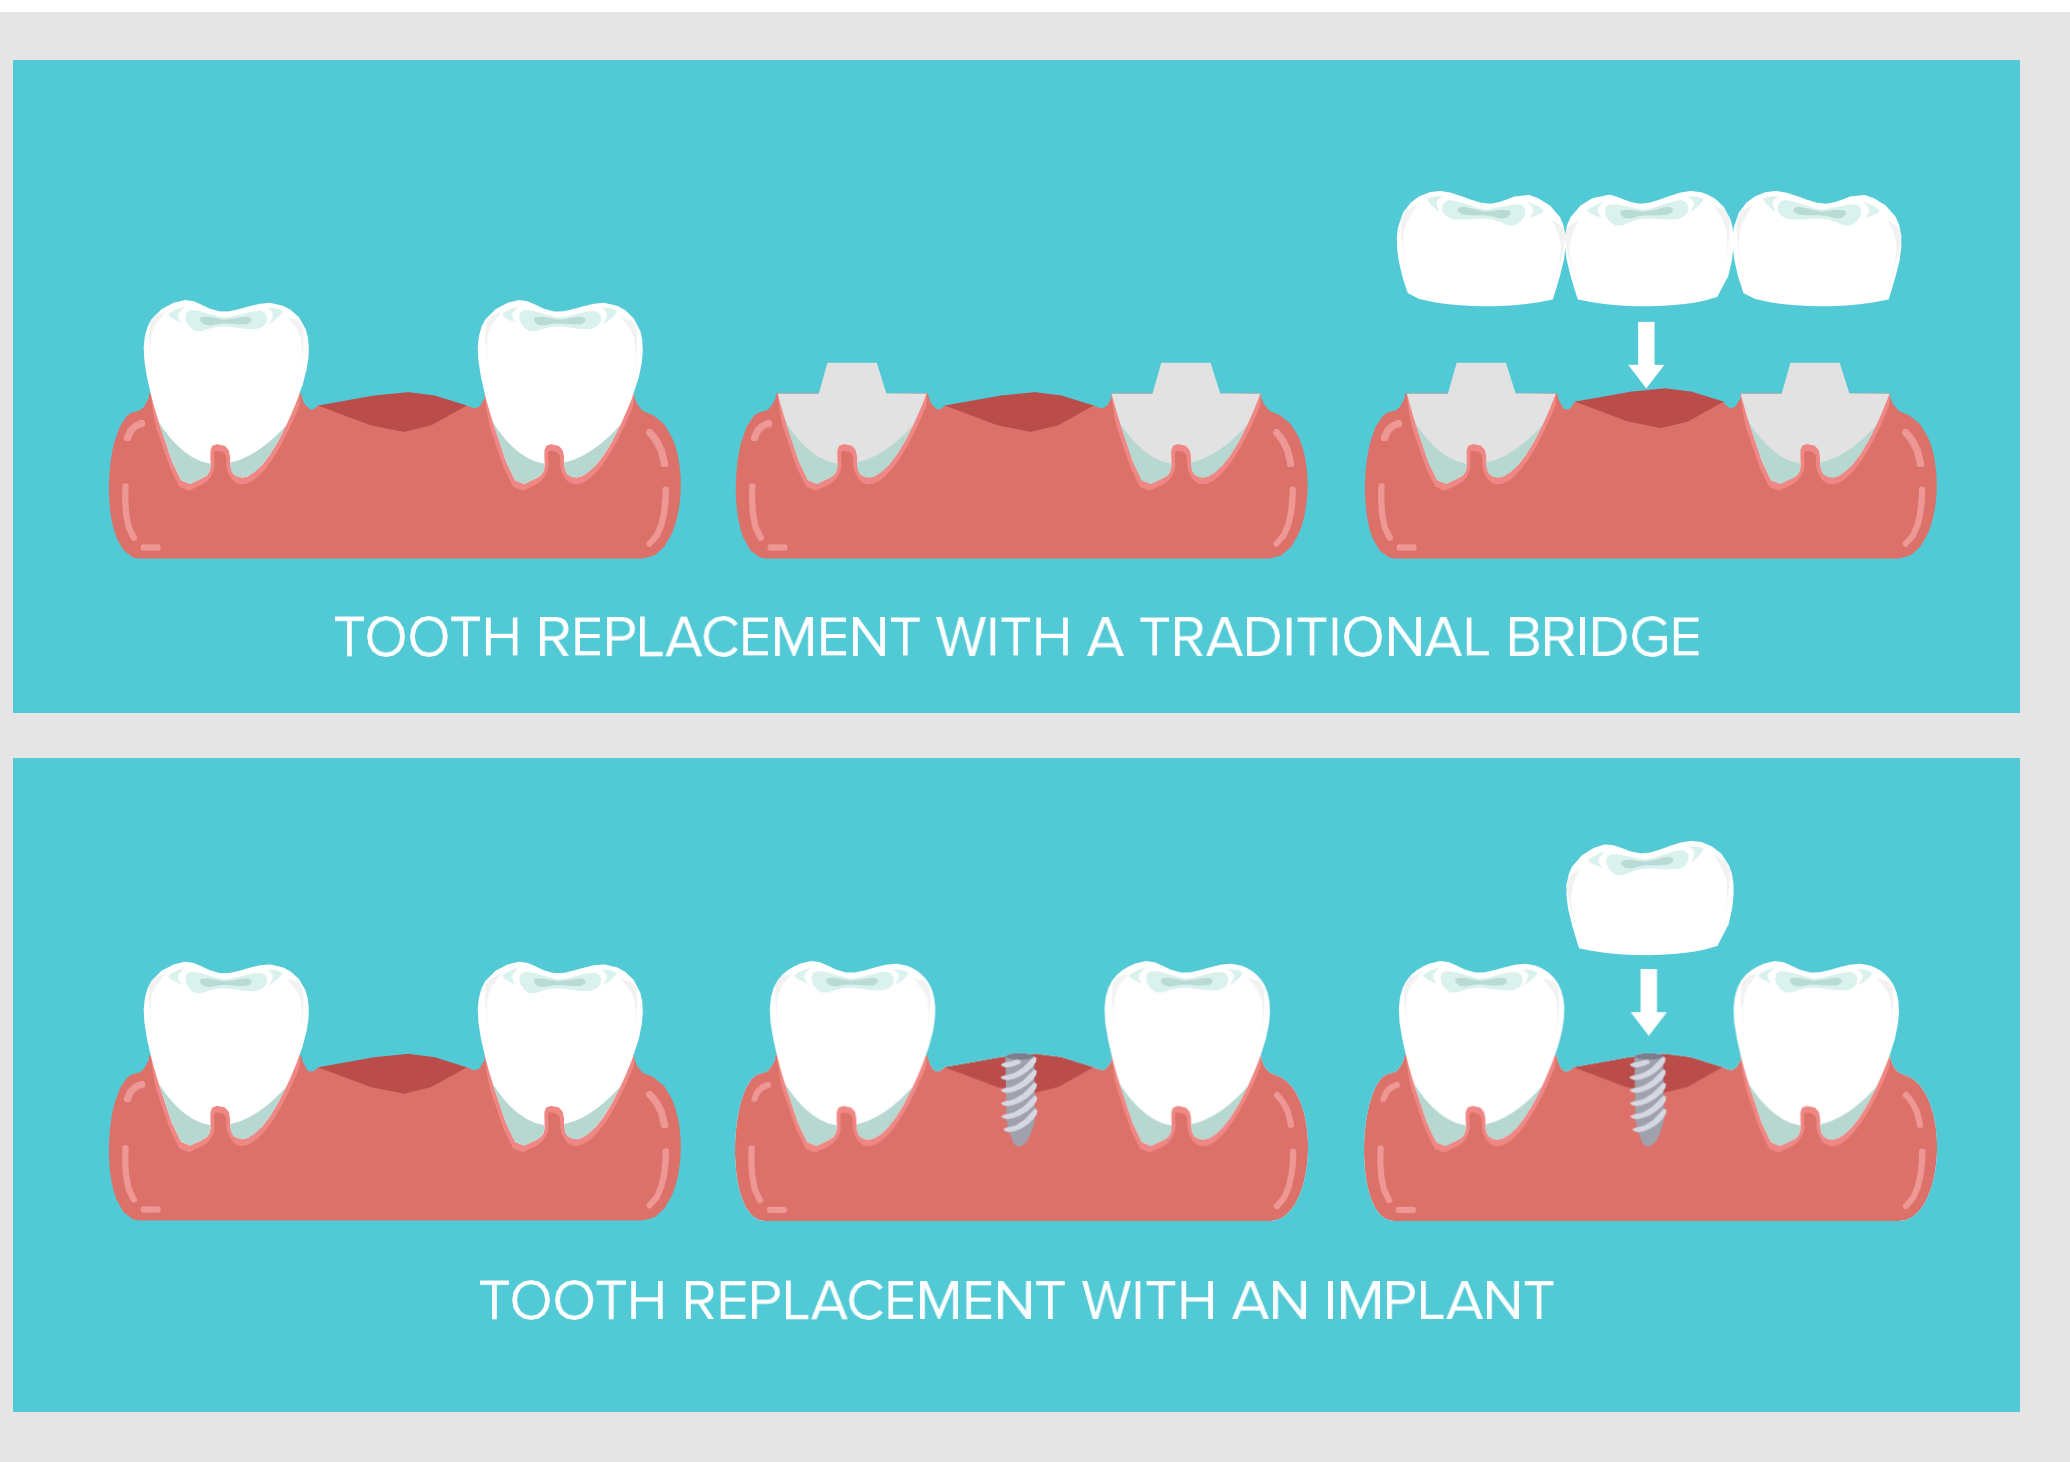 TOOTH REPLACEMENT WITH A TRADITIONAL BRIDGE
TOOTH REPLACEMENT WITH AN IMPLANT